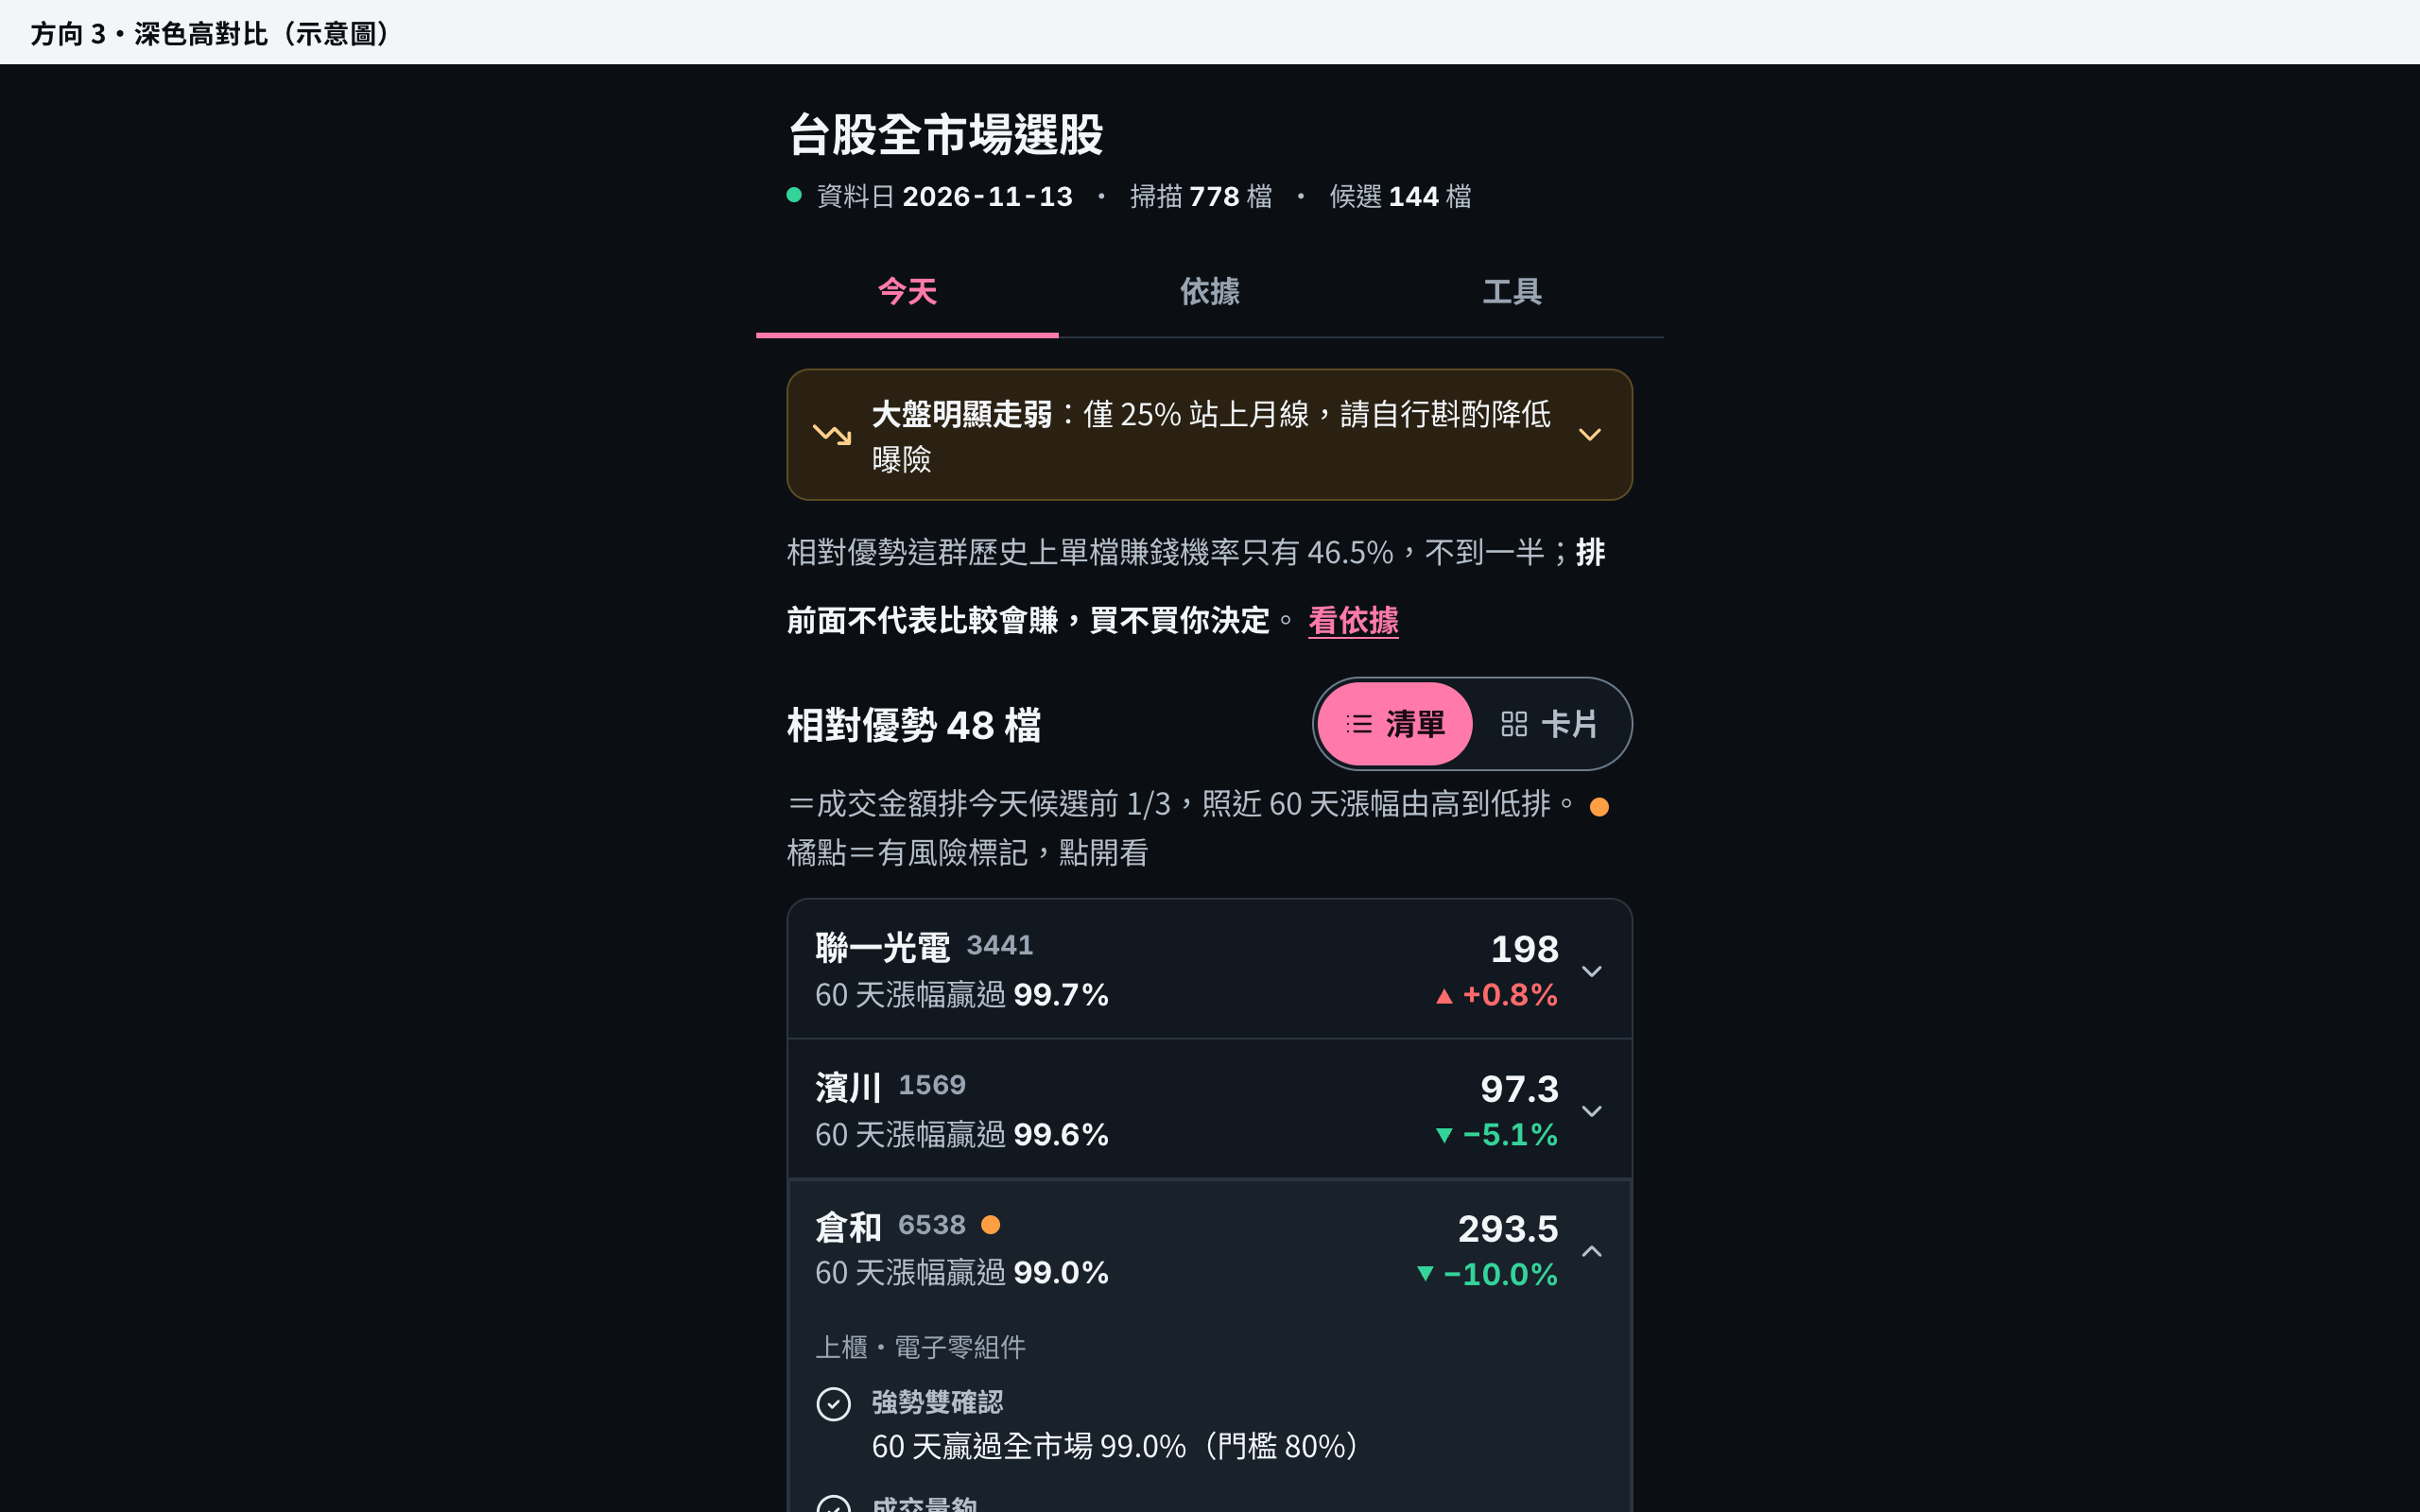 方向 3・深色高對比（示意圖）
台股全市場選股
資料日 2026-11-13 ・ 掃描 778 檔 ・ 候選 144 檔
今天 依據 工具
大盤明顯走弱：僅 25% 站上月線，請自行斟酌降低
曝險
相對優勢這群歷史上單檔賺錢機率只有 46.5%，不到一半；排
前面不代表比較會賺，買不買你決定。 看依據
相對優勢 48 檔 清單 卡片
＝成交金額排今天候選前 1/3，照近 60 天漲幅由高到低排。
橘點＝有風險標記，點開看
聯一光電 3441 198
60 天漲幅贏過 99.7% ▲ +0.8%
濱川 1569 97.3
60 天漲幅贏過 99.6% ▼ −5.1%
倉和 6538 293.5
60 天漲幅贏過 99.0% ▼ −10.0%
上櫃・電子零組件
強勢雙確認
60 天贏過全市場 99.0%（門檻 80%）
成交量夠